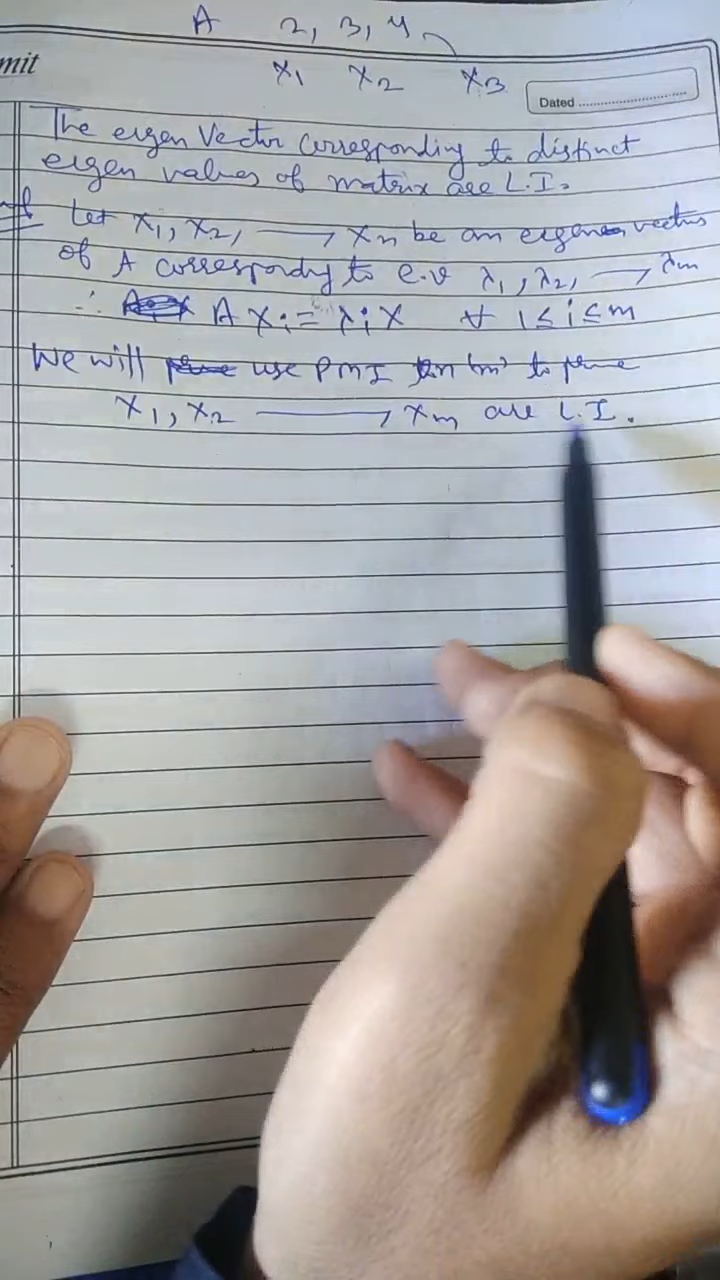 A 2, 3, 4,
mit
x1 x2 x3
Dated
The eigen Vector corresponding to distinct
eigen values of matrix are L.I.
Let x1, x2, ⟶ xm be an eigen vectors
of A correspondg to e.v λ1, λ2, ⟶ λm
∴ A xi = λi x ∀ 1 ≤ i ≤ m
We will use PMI on 'm' to prove
x1, x2 ⟶ xm are L.I.